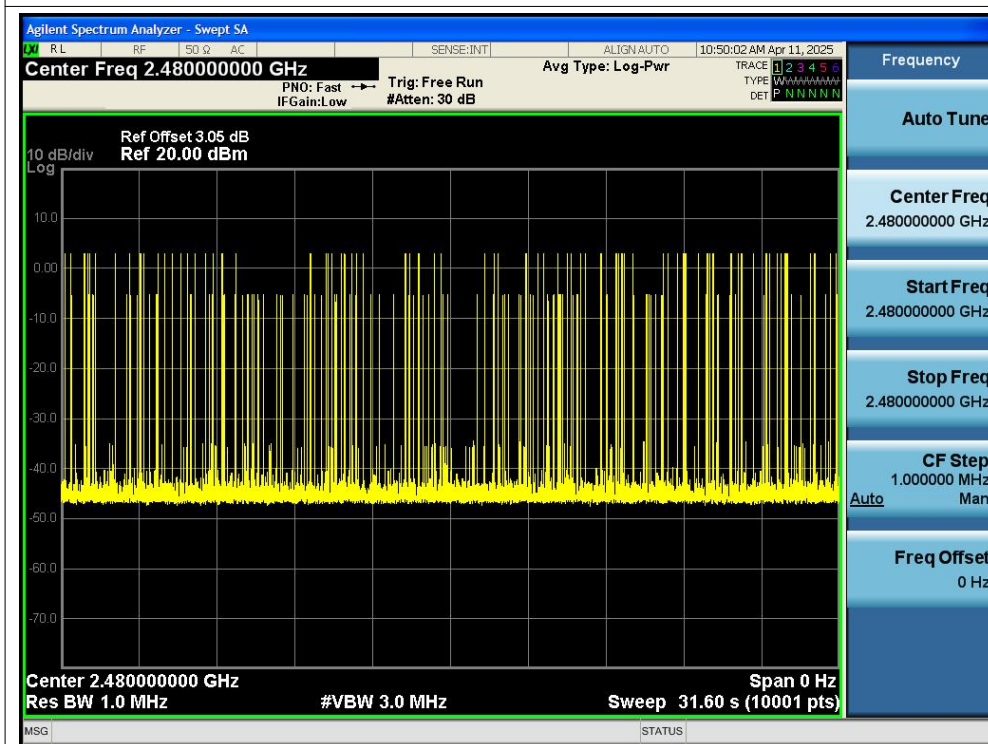 Agilent Spectrum Analyzer - Swept SA
LXI RL RF 50 Ω AC SENSE:INT ALIGN AUTO 10:50:02 AM Apr 11, 2025
Center Freq 2.480000000 GHz
Avg Type: Log-Pwr
TRACE 1 2 3 4 5 6
PNO: Fast
Trig: Free Run
TYPE WWWWWW
IFGain:Low
#Atten: 30 dB
DET P N N N N N
Ref Offset 3.05 dB
10 dB/div Ref 20.00 dBm
Log
10.0
0.00
-10.0
-20.0
-30.0
-40.0
-50.0
-60.0
-70.0
Center 2.480000000 GHz
Span 0 Hz
Res BW 1.0 MHz
#VBW 3.0 MHz
Sweep 31.60 s (10001 pts)
MSG
STATUS
Frequency
Auto Tune
Center Freq
2.480000000 GHz
Start Freq
2.480000000 GHz
Stop Freq
2.480000000 GHz
CF Step
1.000000 MHz
Auto Man
Freq Offset
0 Hz